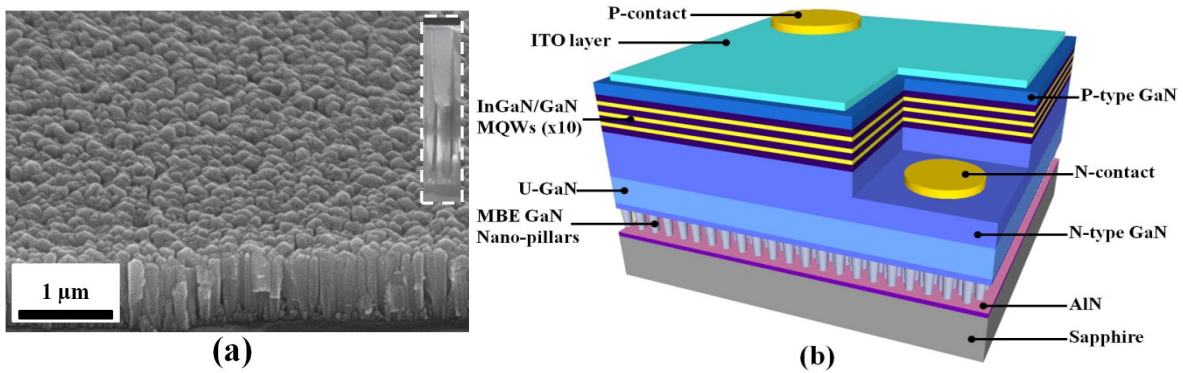 1 μm
(a)
P-contact
ITO layer
InGaN/GaN
MQWs (x10)
U-GaN
MBE GaN
Nano-pillars
P-type GaN
N-contact
N-type GaN
AlN
Sapphire
(b)